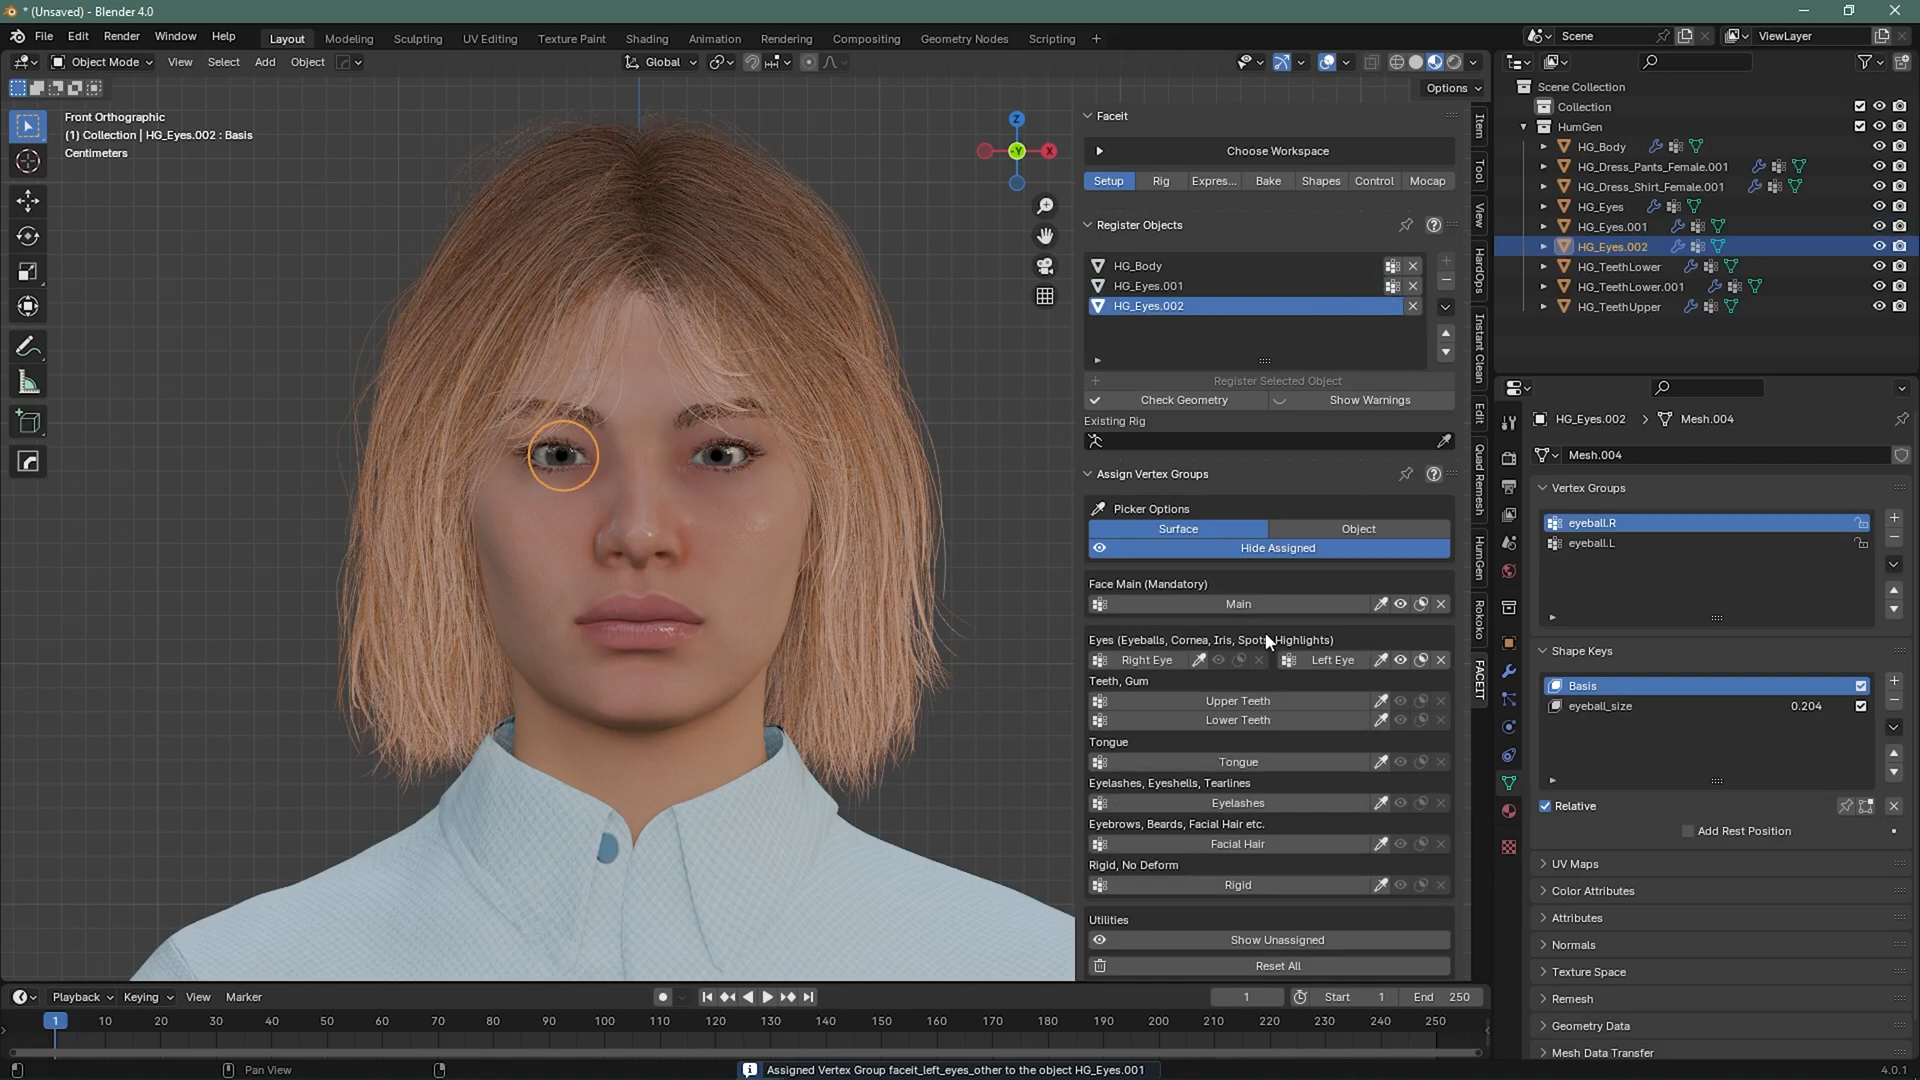 * (Unsaved) - Blender 4.0
File Edit Render Window Help Layout Modeling Sculpting UV Editing Texture Paint Shading Animation Rendering Compositing Geometry Nodes Scripting + Scene ViewLayer
Object Mode View Select Add Object Global
Options
Front Orthographic
(1) Collection | HG_Eyes.002 : Basis
Centimeters
Z
-Y
X
Faceit
Choose Workspace
Setup Rig Expres... Bake Shapes Control Mocap
Register Objects
HG_Body
HG_Eyes.001
HG_Eyes.002
Register Selected Object
Check Geometry Show Warnings
Existing Rig
Assign Vertex Groups
Picker Options
Surface Object
Hide Assigned
Face Main (Mandatory)
Main
Eyes (Eyeballs, Cornea, Iris, Spots, Highlights)
Right Eye Left Eye
Teeth, Gum
Upper Teeth
Lower Teeth
Tongue
Tongue
Eyelashes, Eyeshells, Tearlines
Eyelashes
Eyebrows, Beards, Facial Hair etc.
Facial Hair
Rigid, No Deform
Rigid
Utilities
Show Unassigned
Reset All
Item
Tool
View
HardOps
Instant Clean
Edit
Quad Remesh
HumGen
Rokoko
FACEIT
Scene Collection
Collection
HumGen
HG_Body
HG_Dress_Pants_Female.001
HG_Dress_Shirt_Female.001
HG_Eyes
HG_Eyes.001
HG_Eyes.002
HG_TeethLower
HG_TeethLower.001
HG_TeethUpper
HG_Eyes.002 > Mesh.004
Mesh.004
Vertex Groups
eyeball.R
eyeball.L
Shape Keys
Basis
eyeball_size 0.204
Relative
Add Rest Position
UV Maps
Color Attributes
Attributes
Normals
Texture Space
Remesh
Geometry Data
Mesh Data Transfer
Playback Keying View Marker 1 Start 1 End 250
1 10 20 30 40 50 60 70 80 90 100 110 120 130 140 150 160 170 180 190 200 210 220 230 240 250
Pan View Assigned Vertex Group faceit_left_eyes_other to the object HG_Eyes.001 4.0.1